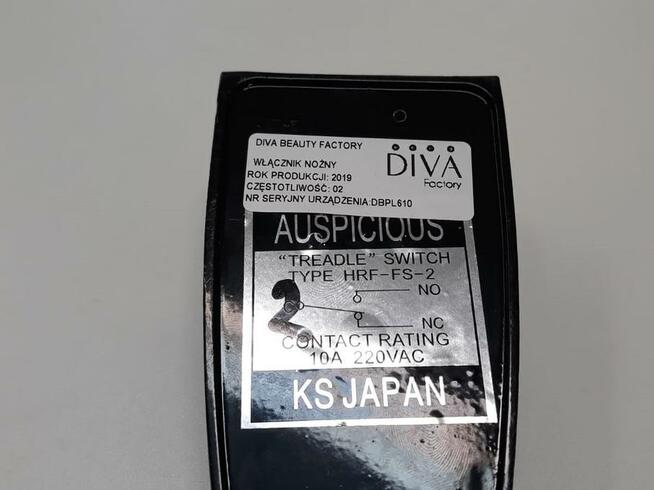 DIVA BEAUTY FACTORY
DIVA
Factory
WŁĄCZNIK NOŻNY
ROK PRODUKCJI: 2019
CZĘSTOTLIWOŚĆ: 02
NR SERYJNY URZĄDZENIA:DBPL610
AUSPICIOUS
"TREADLE" SWITCH
TYPE HRF-FS-2
2
NO
NC
CONTACT RATING
10A 220VAC
KS JAPAN